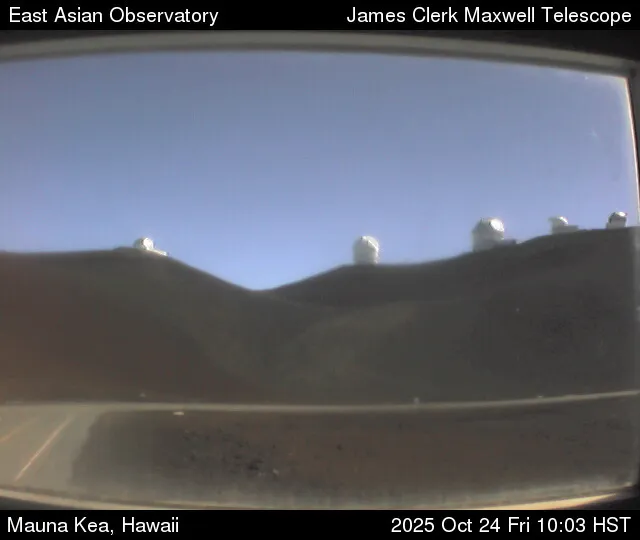 East Asian Observatory
James Clerk Maxwell Telescope
Mauna Kea, Hawaii
2025 Oct 24 Fri 10:03 HST